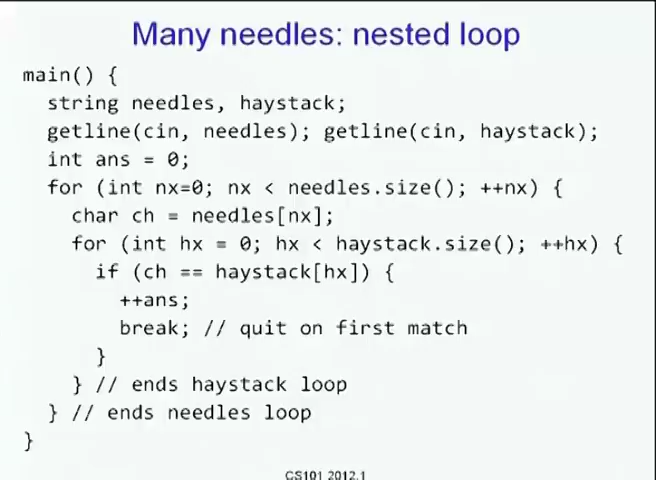 Many needles: nested loop
main() {
string needles, haystack;
getline(cin, needles); getline(cin, haystack);
int ans = 0;
for (int nx=0; nx < needles.size(); ++nx) {
char ch = needles[nx];
for (int hx = 0; hx < haystack.size(); ++hx) {
if (ch == haystack[hx]) {
++ans;
break; // quit on first match
}
} // ends haystack loop
} // ends needles loop
}
CS101 2012.1